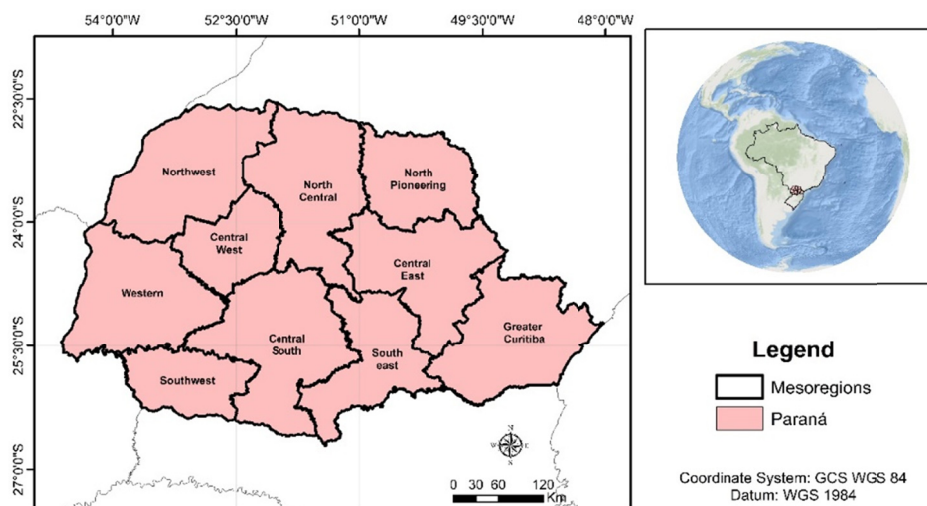 54°0'0"W
52°30'0"W
51°0'0"W
49°30'0"W
48°0'0"W
22°30'0"S
24°0'0"S
25°30'0"S
27°0'0"S
Northwest
North
Central
North
Pioneering
Central
West
Central
East
Western
Greater
Curitiba
Central
South
South
east
Southwest
N
W
E
0 30 60
120
Km
Legend
Mesoregions
Paraná
Coordinate System: GCS WGS 84
Datum: WGS 1984